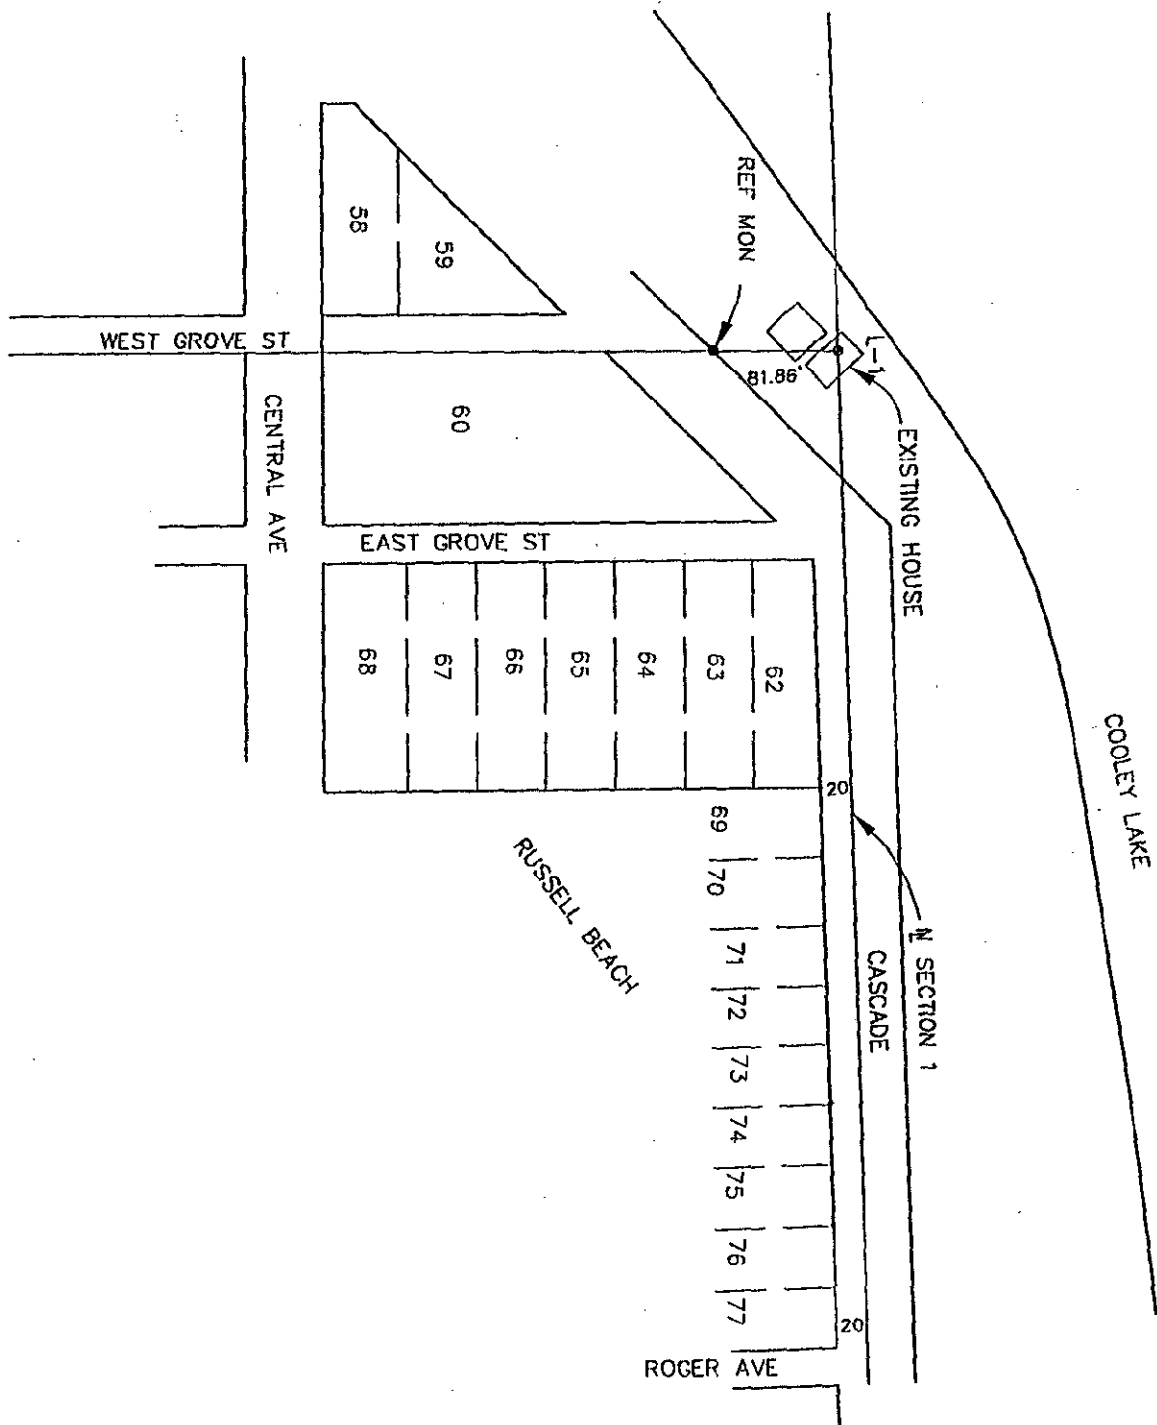 COOLEY LAKE
REF MON
L-1
81.86'
EXISTING HOUSE
58
59
WEST GROVE ST
CENTRAL AVE
60
EAST GROVE ST
68
67
66
65
64
63
62
20
69
70
71
72
73
74
75
76
77
20
RUSSELL BEACH
N SECTION 1
CASCADE
ROGER AVE